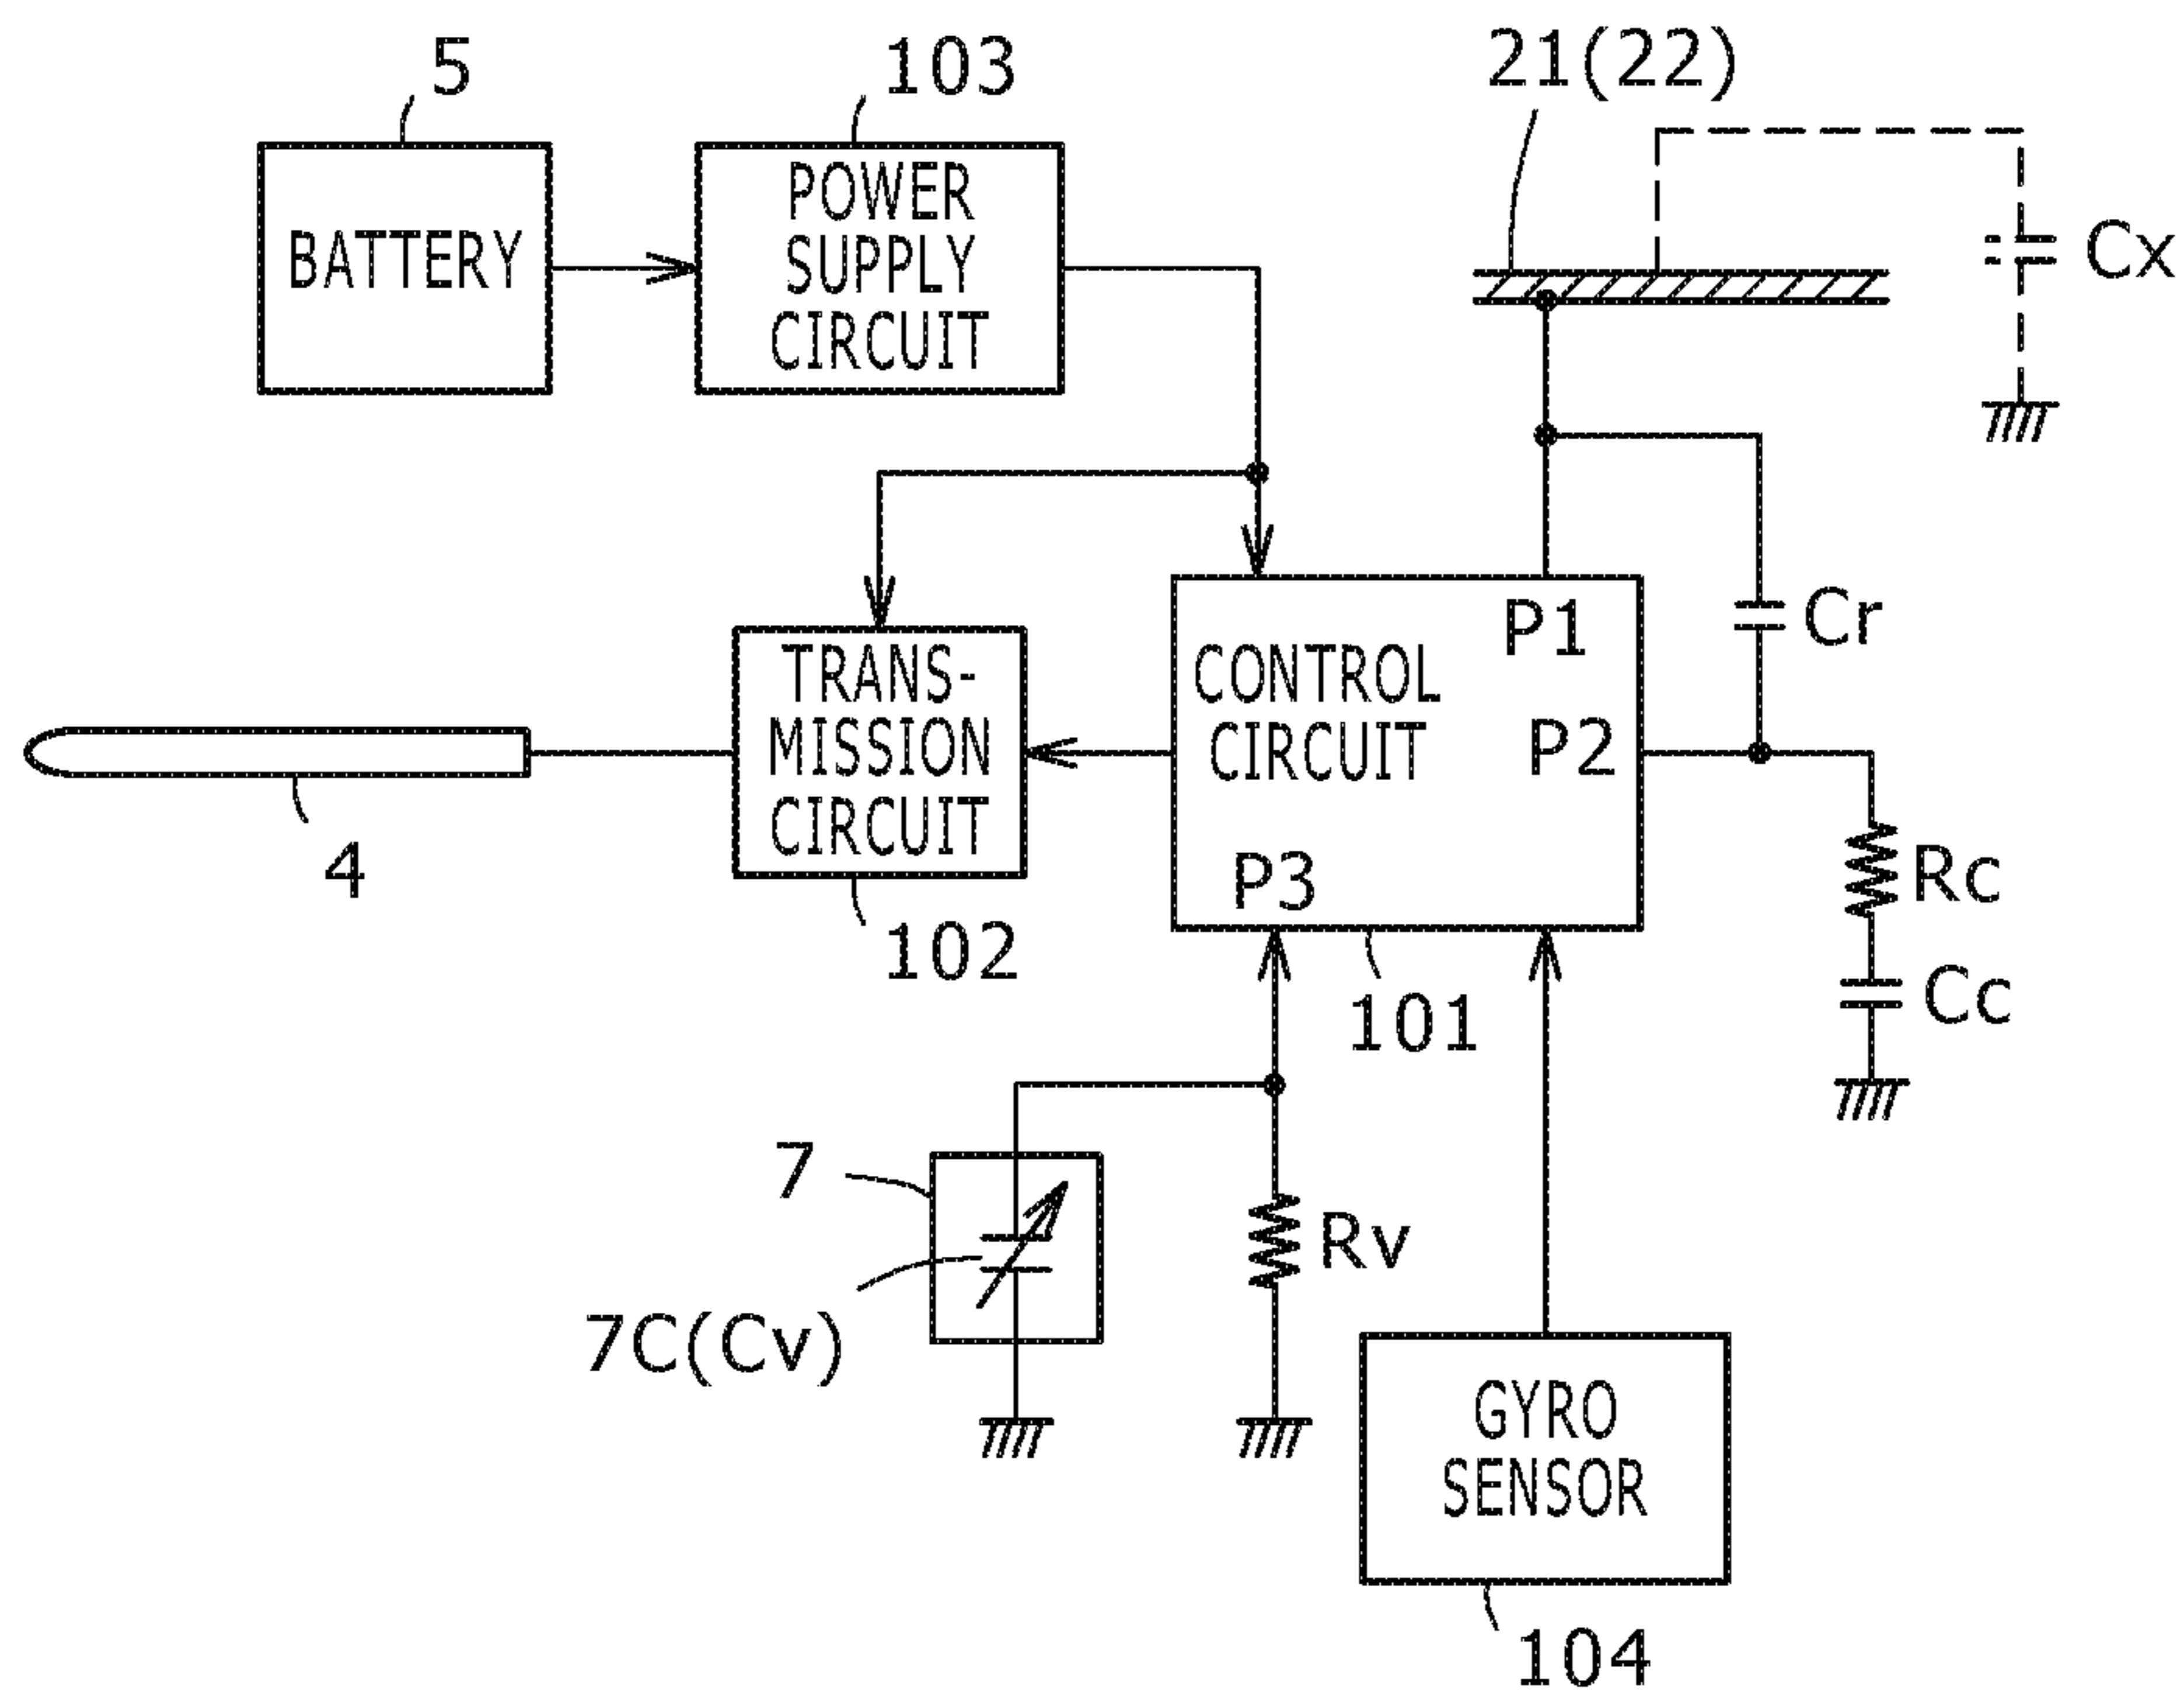 5
103
21(22)
BATTERY
POWER
SUPPLY
CIRCUIT
Cx
TRANS-
MISSION
CIRCUIT
CONTROL
CIRCUIT
P1
P2
P3
Cr
4
102
101
Rc
Cc
7
7C(Cv)
Rv
GYRO
SENSOR
104